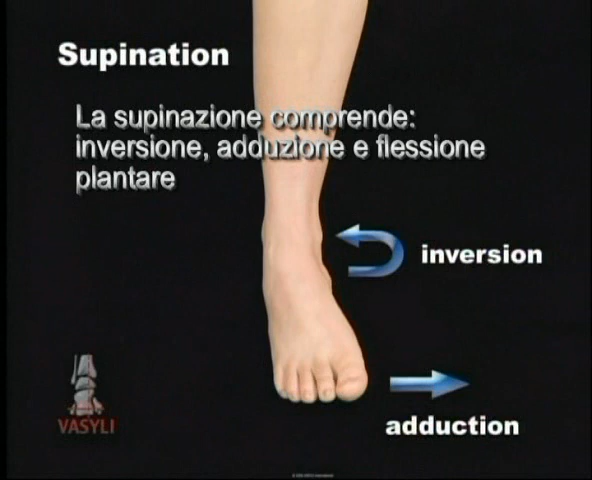 Supination
La supinazione comprende:
inversione, adduzione e flessione
plantare
inversion
adduction
VASYLI